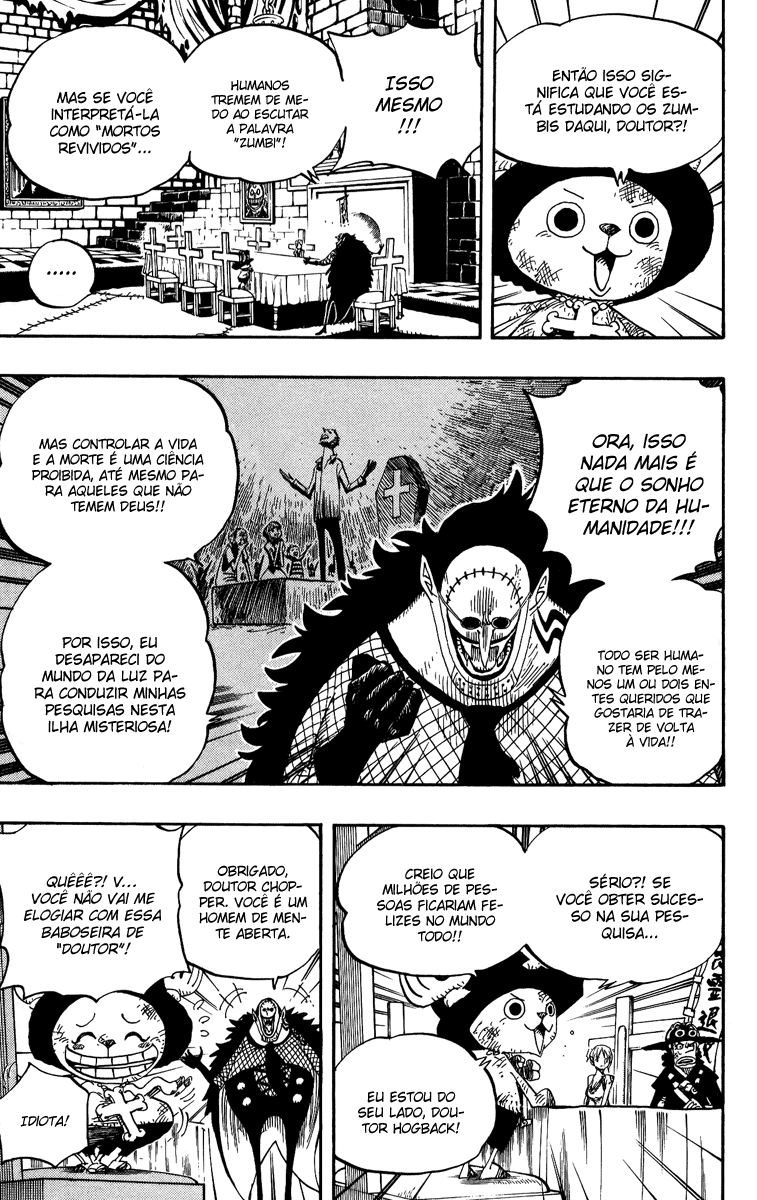 ENTÃO ISSO SIG-
NIFICA QUE VOCÊ ES-
TÁ ESTUDANDO OS ZUM-
BIS DAQUI, DOUTOR?!
ISSO
MESMO
!!!
HUMANOS
TREMEM DE ME-
DO AO ESCUTAR
A PALAVRA
"ZUMBI"!
MAS SE VOCÊ
INTERPRETÁ-LA
COMO "MORTOS
REVIVIDOS"...
......
ORA, ISSO
NADA MAIS É
QUE O SONHO
ETERNO DA HU-
MANIDADE!!!
TODO SER HUMA-
NO TEM PELO ME-
NOS UM OU DOIS EN-
TES QUERIDOS QUE
GOSTARIA DE TRA-
ZER DE VOLTA
À VIDA!!
MAS CONTROLAR A VIDA
E A MORTE É UMA CIÊNCIA
PROIBIDA, ATÉ MESMO PA-
RA AQUELES QUE NÃO
TEMEM DEUS!!
POR ISSO, EU
DESAPARECI DO
MUNDO DA LUZ PA-
RA CONDUZIR MINHAS
PESQUISAS NESTA
ILHA MISTERIOSA!
SÉRIO?! SE
VOCÊ OBTER SUCES-
SO NA SUA PES-
QUISA...
CREIO QUE
MILHÕES DE PES-
SOAS FICARIAM FE-
LIZES NO MUNDO
TODO!!
EU ESTOU DO
SEU LADO, DOU-
TOR HOGBACK!
OBRIGADO,
DOUTOR CHOP-
PER. VOCÊ É UM
HOMEM DE MEN-
TE ABERTA.
QUÊÊÊ?! V...
VOCÊ NÃO VAI ME
ELOGIAR COM ESSA
BABOSEIRA DE
"DOUTOR"!
IDIOTA!